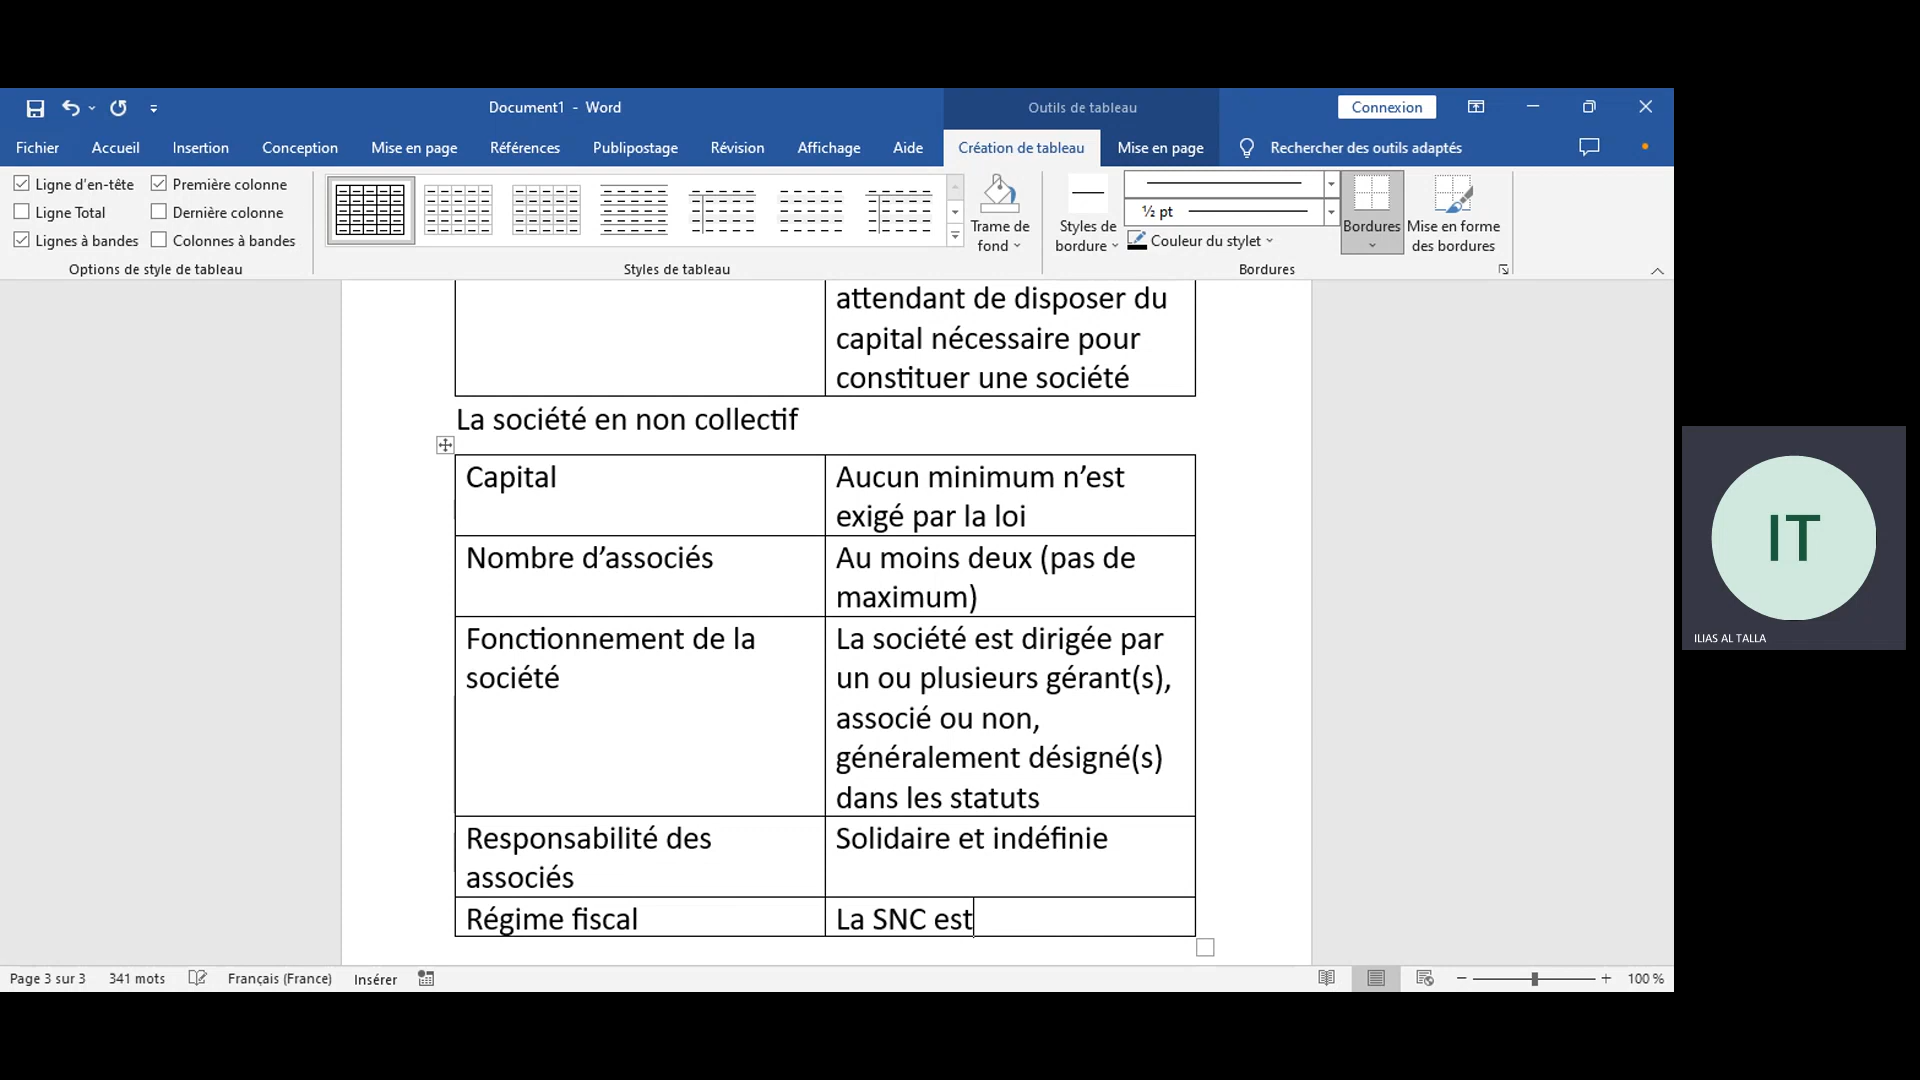 Document1 - Word
Outils de tableau
Connexion
Fichier
Accueil
Insertion
Conception
Mise en page
Références
Publipostage
Révision
Affichage
Aide
Création de tableau
Mise en page
Rechercher des outils adaptés
Ligne d'en-tête
Première colonne
Ligne Total
Dernière colonne
Lignes à bandes
Colonnes à bandes
Options de style de tableau
Styles de tableau
Trame de
fond
Styles de
bordure
½ pt
Couleur du stylet
Bordures
Mise en forme
des bordures
Bordures
attendant de disposer du
capital nécessaire pour
constituer une société
La société en non collectif
Capital
Aucun minimum n’est
exigé par la loi
Nombre d’associés
Au moins deux (pas de
maximum)
Fonctionnement de la
société
La société est dirigée par
un ou plusieurs gérant(s),
associé ou non,
généralement désigné(s)
dans les statuts
Responsabilité des
associés
Solidaire et indéfinie
Régime fiscal
La SNC est
IT
ILIAS AL TALLA
Page 3 sur 3
341 mots
Français (France)
Insérer
100 %